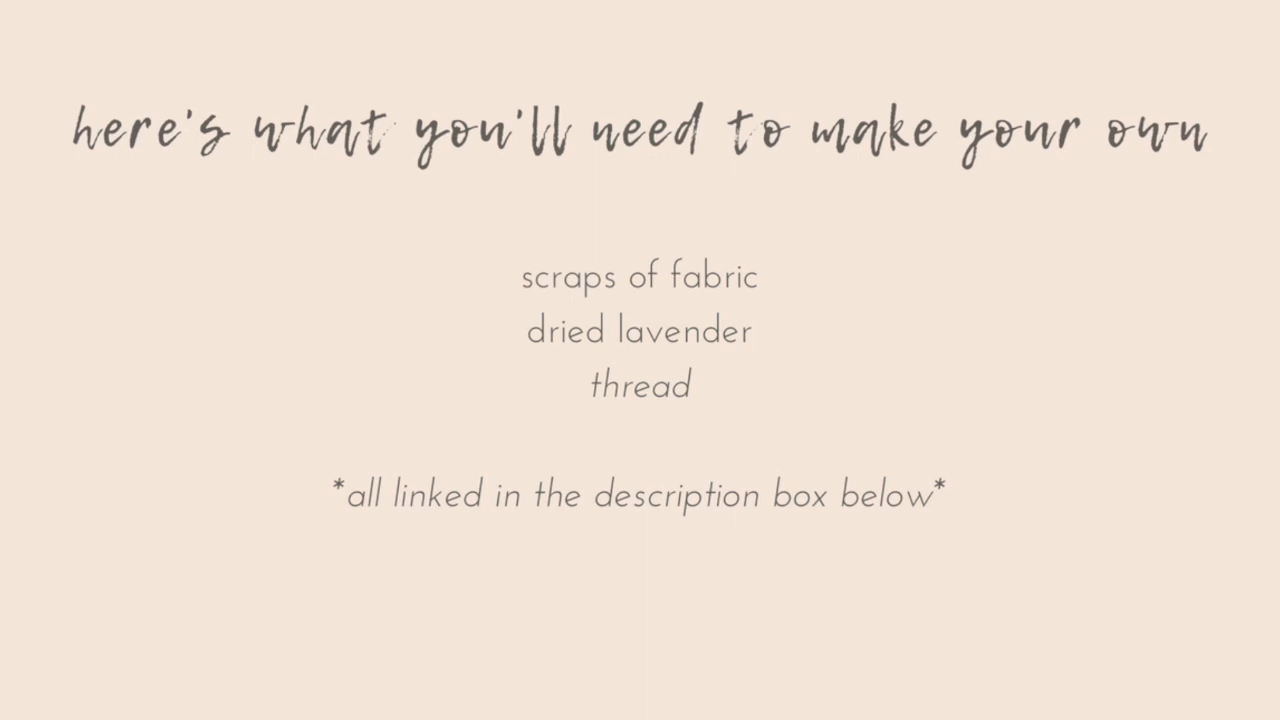 here's what you'll need to make your own
scraps of fabric
dried lavender
thread
*all linked in the description box below*